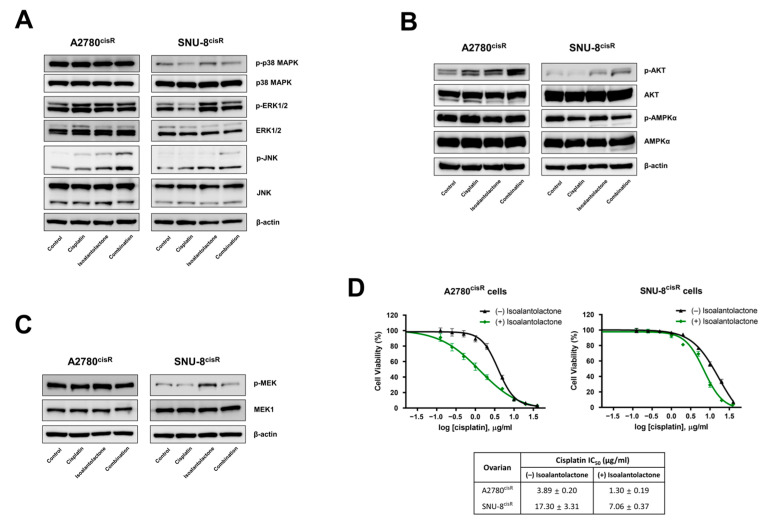 A
A2780cisR
SNU-8cisR
p-p38 MAPK
p38 MAPK
p-ERK1/2
ERK1/2
p-JNK
JNK
β-actin
Control
Cisplatin
Isoalantolactone
Combination
Control
Cisplatin
Isoalantolactone
Combination
B
A2780cisR
SNU-8cisR
p-AKT
AKT
p-AMPKα
AMPKα
β-actin
Control
Cisplatin
Isoalantolactone
Combination
Control
Cisplatin
Isoalantolactone
Combination
C
A2780cisR
SNU-8cisR
p-MEK
MEK1
β-actin
Control
Cisplatin
Isoalantolactone
Combination
Control
Cisplatin
Isoalantolactone
Combination
D
A2780cisR cells
(−) Isoalantolactone
(+) Isoalantolactone
Cell Viability (%)
120
100
80
60
40
20
0
−1.5 −1.0 −0.5 0.0 0.5 1.0 1.5
log [cisplatin], μg/ml
SNU-8cisR cells
(−) Isoalantolactone
(+) Isoalantolactone
Cell Viability (%)
120
100
80
60
40
20
0
−1.5 −1.0 −0.5 0.0 0.5 1.0 1.5
log [cisplatin], μg/ml
Ovarian Cisplatin IC50 (μg/ml)
(−) Isoalantolactone (+) Isoalantolactone
A2780cisR 3.89 ± 0.20 1.30 ± 0.19
SNU-8cisR 17.30 ± 3.31 7.06 ± 0.37